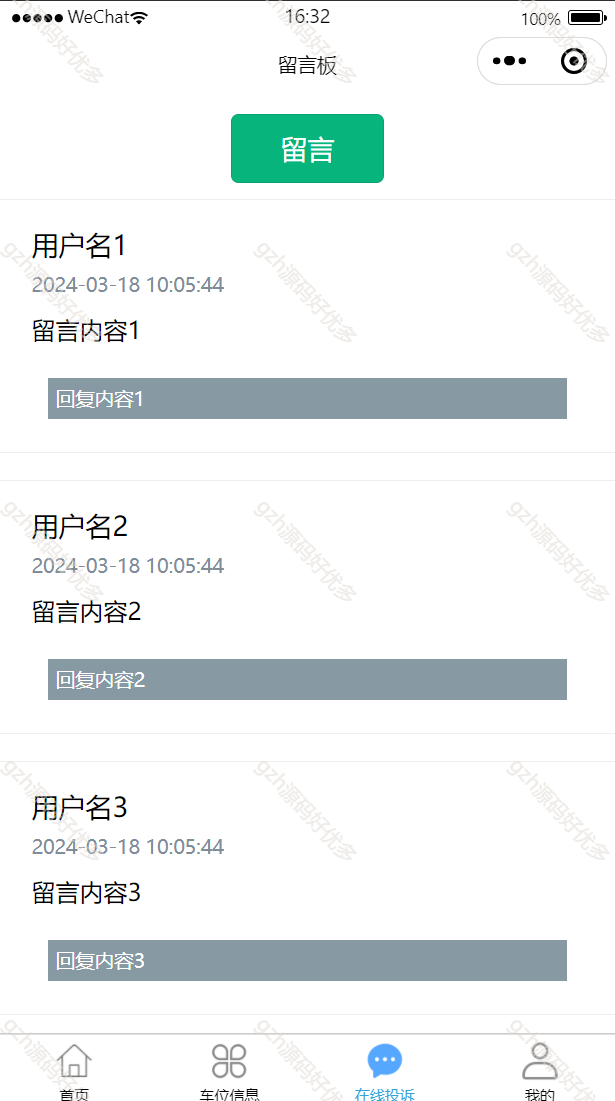 WeChat 16:32 100%
留言板
留言
用户名1
2024-03-18 10:05:44
留言内容1
回复内容1
用户名2
2024-03-18 10:05:44
留言内容2
回复内容2
用户名3
2024-03-18 10:05:44
留言内容3
回复内容3
首页 车位信息 在线投诉 我的
gzh源码好优多